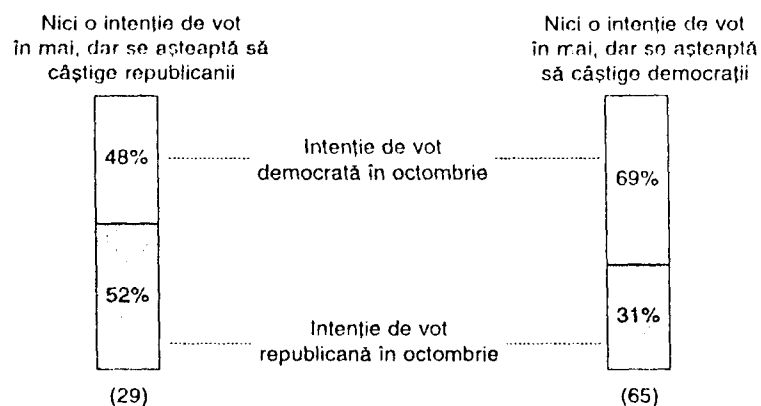 Nici o intenție de vot
în mai, dar se așteaptă să
câștige republicanii
Nici o intenție de vot
în mai, dar se așteaptă
să câștige democrații
48%
Intenție de vot
democrată în octombrie
69%
52%
Intenție de vot
republicană în octombrie
31%
(29)
(65)